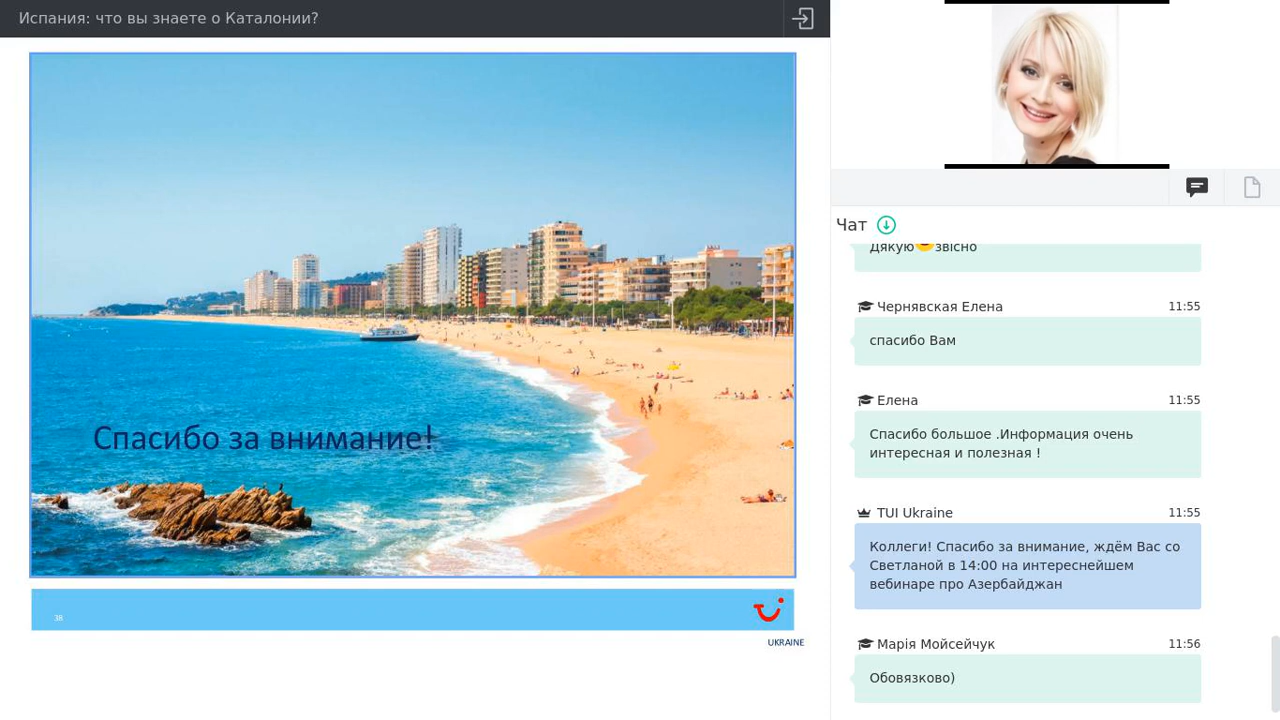 Испания: что вы знаете о Каталонии?
Спасибо за внимание!
38
UKRAINE
Чат
Дякую звісно
Чернявская Елена 11:55
спасибо Вам
Елена 11:55
Спасибо большое .Информация очень
интересная и полезная !
TUI Ukraine 11:55
Коллеги! Спасибо за внимание, ждём Вас со
Светланой в 14:00 на интереснейшем
вебинаре про Азербайджан
Марія Мойсейчук 11:56
Обовязково)